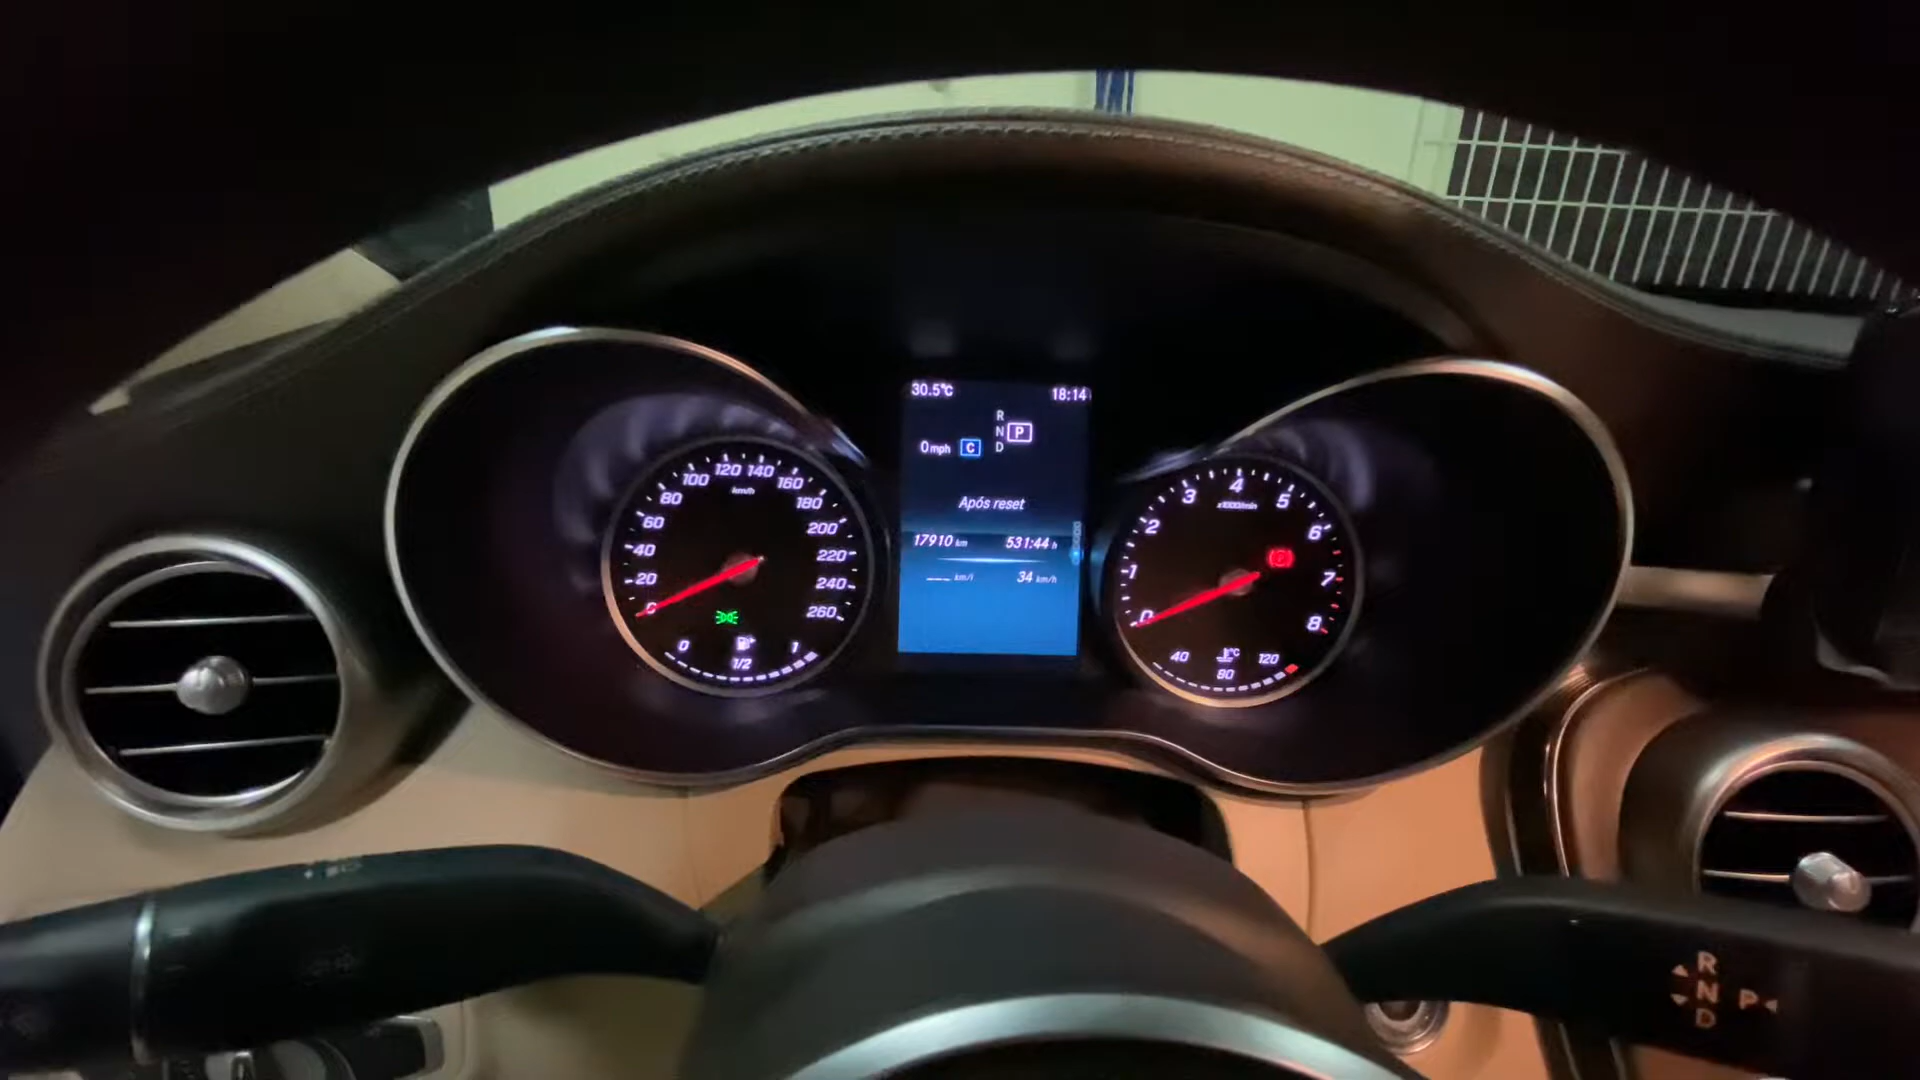 30.5°C 18:14
R
N P
D
0 mph C
Após reset
17910 km 531:44 h
---- km/l 34 km/h
0 20 40 60 80 100 120 140 160 180 200 220 240 260
km/h
0 1/2 1
0 1 2 3 4 5 6 7 8
x1000/min
40 80 120
°C
R
N P
D
A